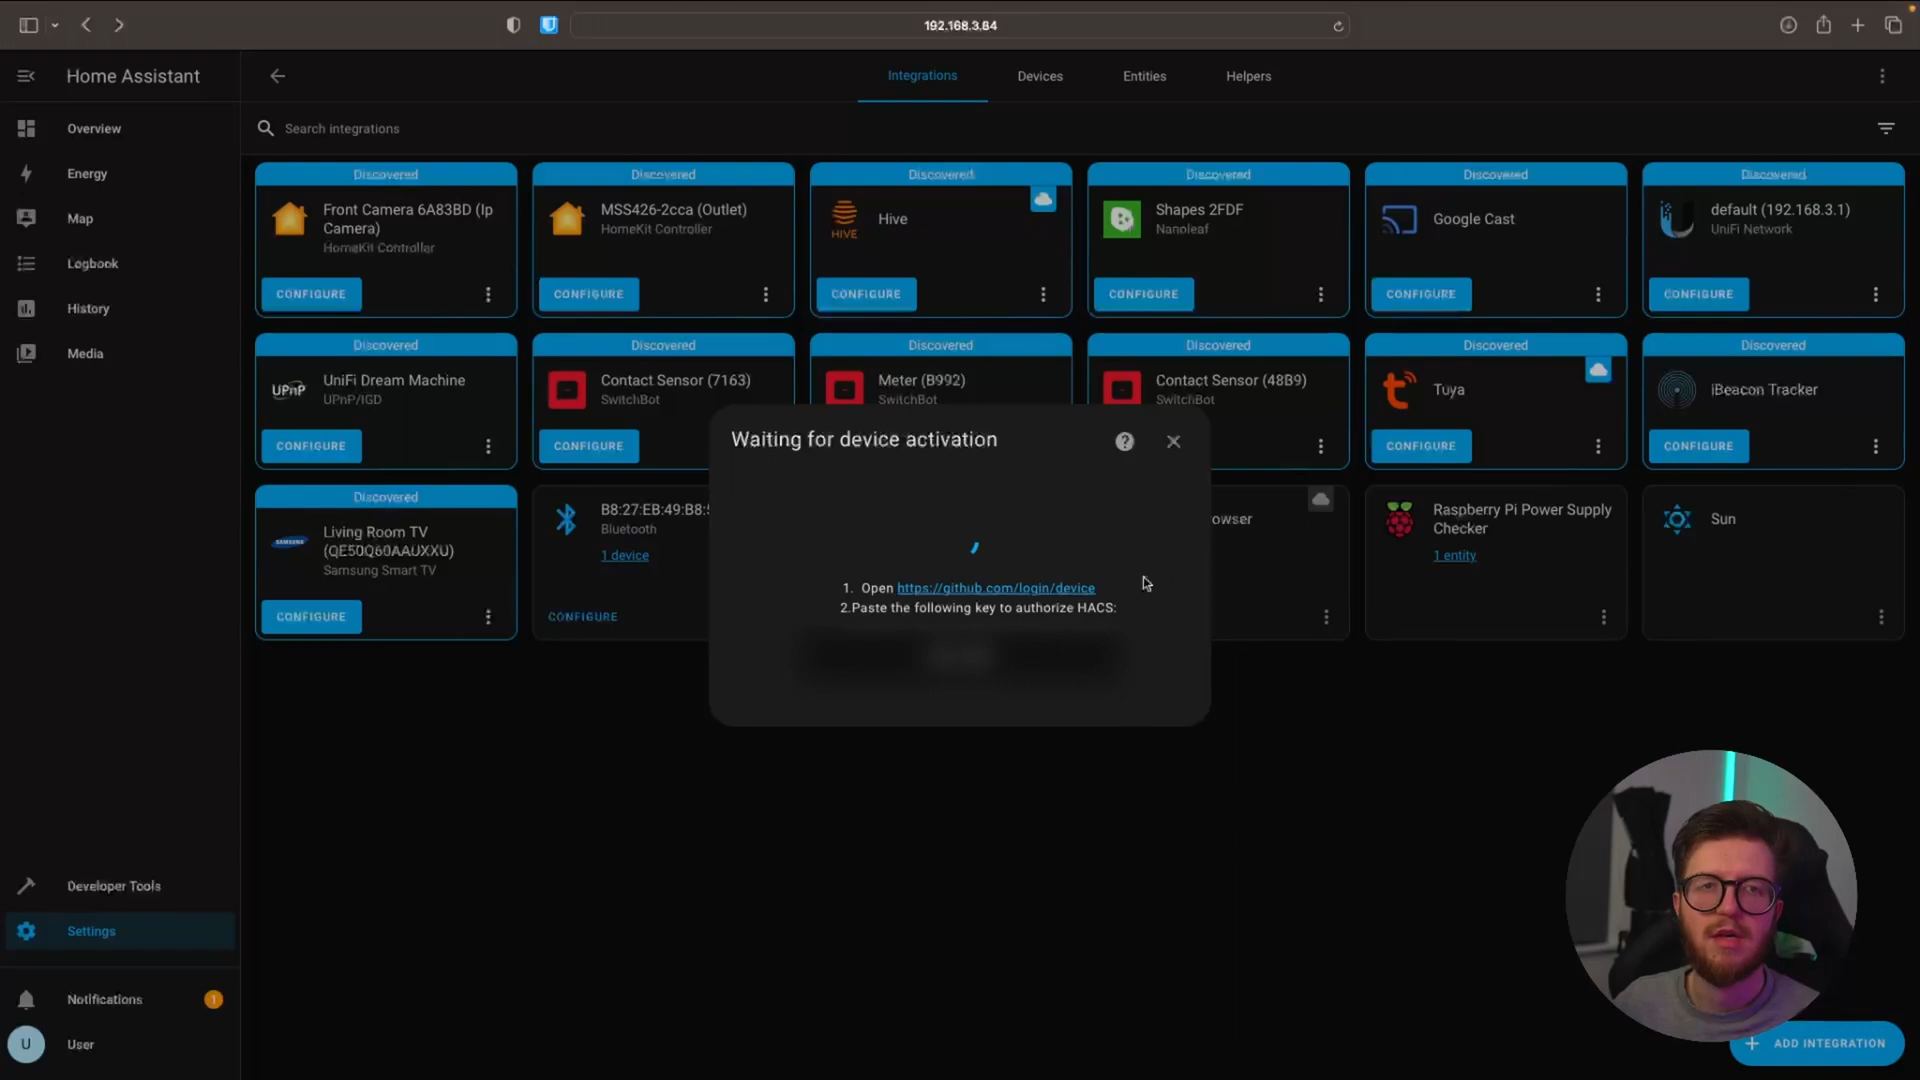 192.168.3.84
Home Assistant
Integrations
Devices
Entities
Helpers
Overview
Energy
Map
Logbook
History
Media
Search integrations
Discovered
Front Camera 6A83BD (Ip
Camera)
HomeKit Controller
CONFIGURE
Discovered
MSS426-2cca (Outlet)
HomeKit Controller
CONFIGURE
Discovered
HIVE
Hive
CONFIGURE
Discovered
Shapes 2FDF
Nanoleaf
CONFIGURE
Discovered
Google Cast
CONFIGURE
Discovered
default (192.168.3.1)
UniFi Network
CONFIGURE
Discovered
UPnP
UniFi Dream Machine
UPnP/IGD
CONFIGURE
Discovered
Contact Sensor (7163)
SwitchBot
CONFIGURE
Discovered
Meter (B992)
SwitchBot
Discovered
Contact Sensor (48B9)
SwitchBot
Discovered
Tuya
CONFIGURE
Discovered
iBeacon Tracker
CONFIGURE
Discovered
SAMSUNG
Living Room TV
(QE50Q60AAUXXU)
Samsung Smart TV
CONFIGURE
B8:27:EB:49:B8:
Bluetooth
1 device
CONFIGURE
owser
Raspberry Pi Power Supply
Checker
1 entity
Sun
Waiting for device activation
1. Open https://github.com/login/device
2.Paste the following key to authorize HACS:
Developer Tools
Settings
Notifications
1
U
User
ADD INTEGRATION